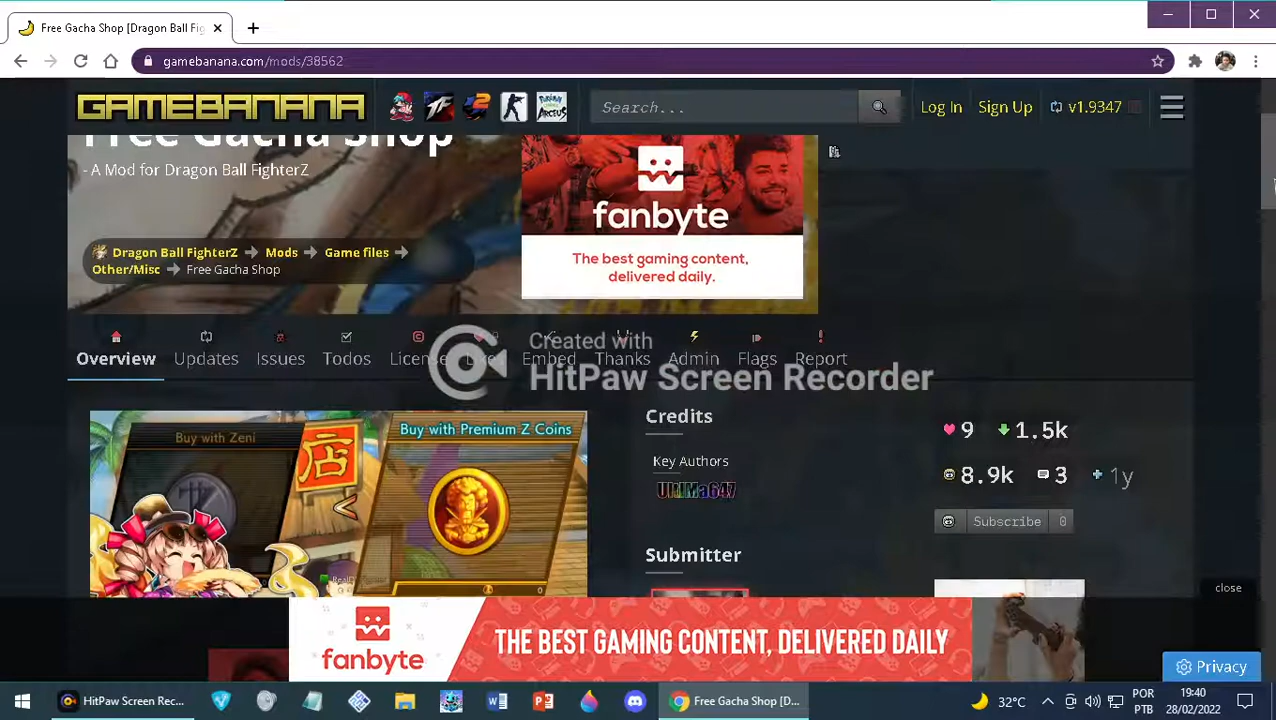 Free Gacha Shop [Dragon Ball Fig
gamebanana.com/mods/38562
GAMEBANANA
Search...
Log In
Sign Up
v1.9347
Free Gacha Shop
- A Mod for Dragon Ball FighterZ
Dragon Ball FighterZ
Mods
Game files
Other/Misc
Free Gacha Shop
fanbyte
The best gaming content,
delivered daily.
Overview
Updates
Issues
Todos
License
Likes
Embed
Thanks
Admin
Flags
Report
Created with
HitPaw Screen Recorder
Buy with Zeni
店
Buy with Premium Z Coins
0
Credits
Key Authors
Submitter
9
1.5k
8.9k
3
1y
Subscribe
0
close
fanbyte
THE BEST GAMING CONTENT, DELIVERED DAILY
Privacy
HitPaw Screen Rec...
Free Gacha Shop [D...
32°C
POR
PTB
19:40
28/02/2022